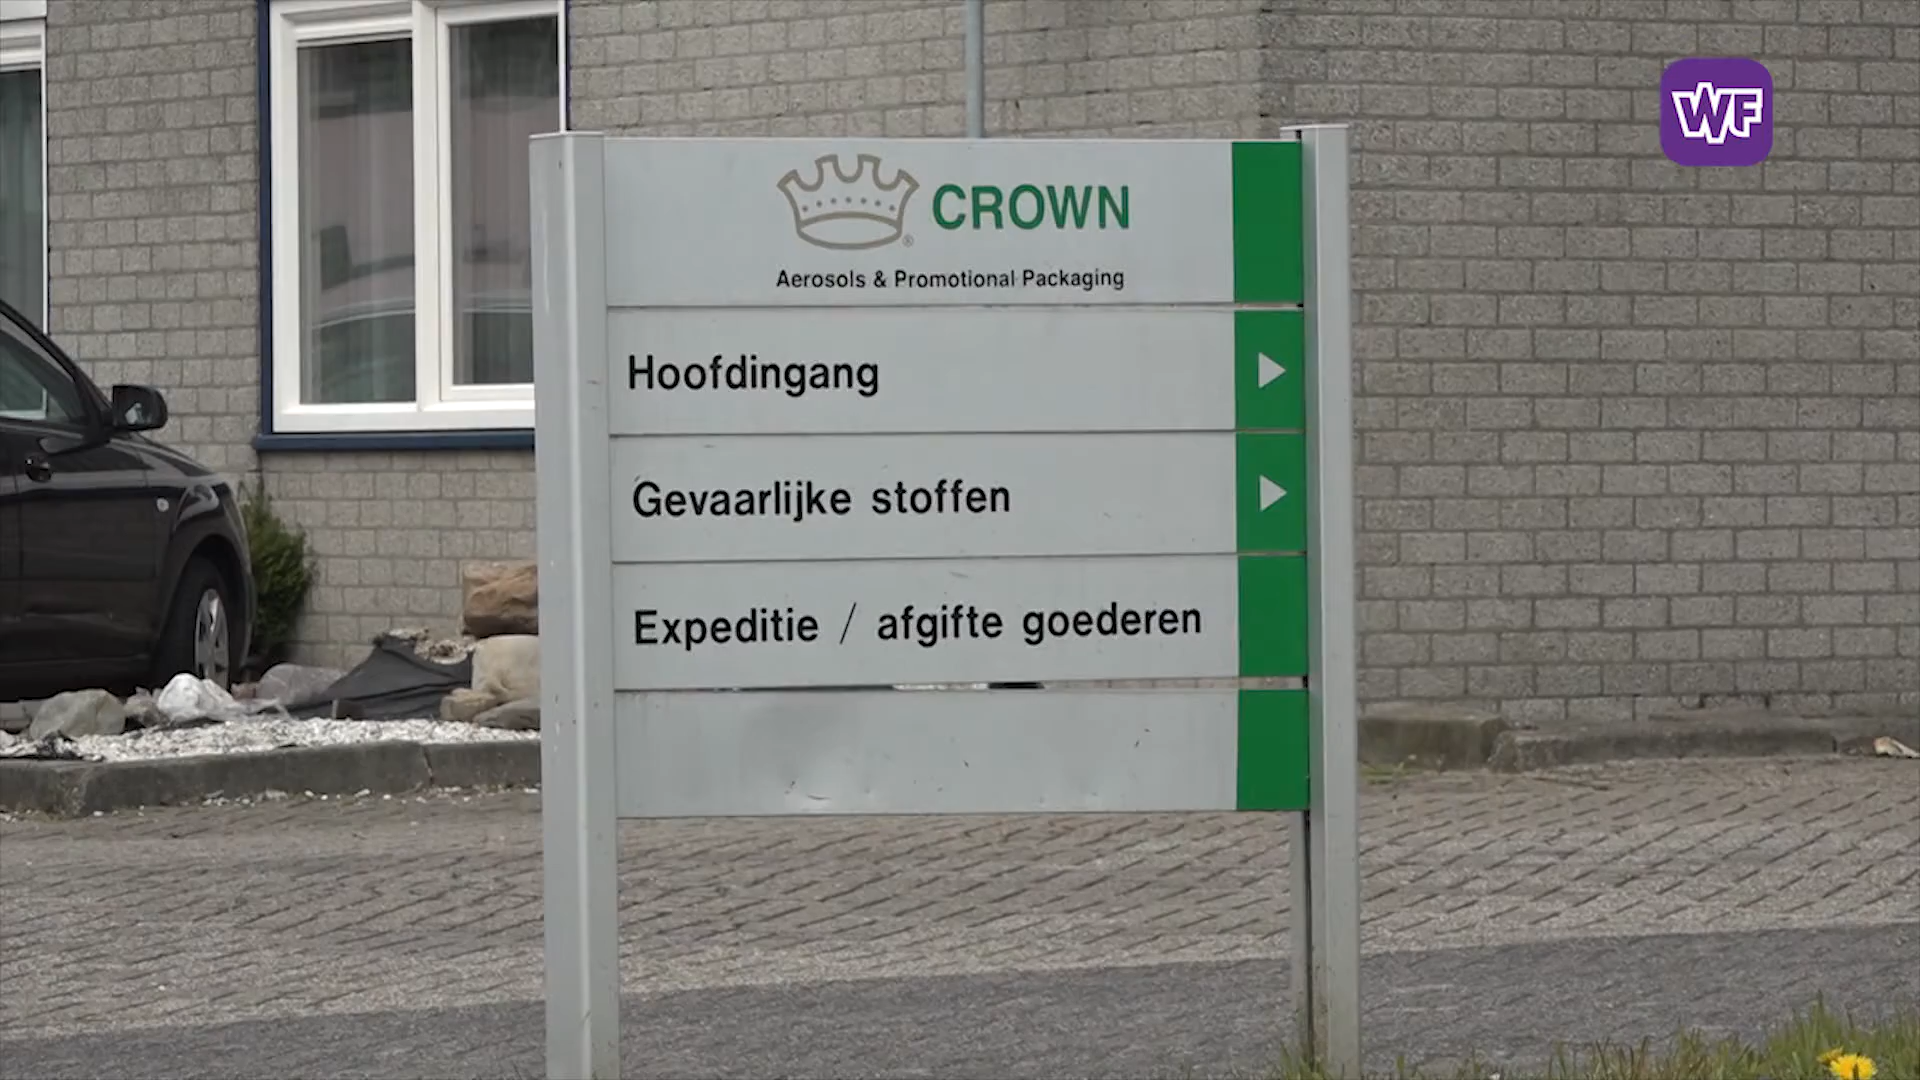 WF
CROWN
®
Aerosols & Promotional Packaging
Hoofdingang
Gevaarlijke stoffen
Expeditie / afgifte goederen